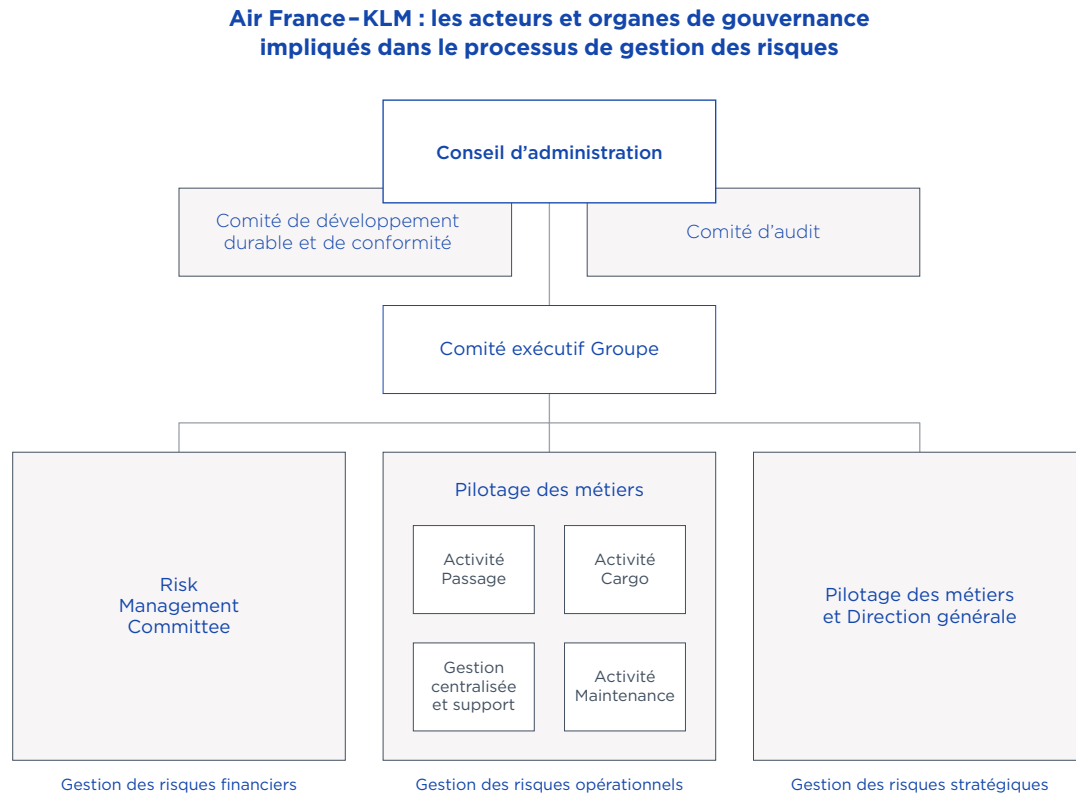 Air France–KLM : les acteurs et organes de gouvernance
impliqués dans le processus de gestion des risques
Conseil d’administration
Comité de développement
durable et de conformité
Comité d’audit
Comité exécutif Groupe
Risk
Management
Committee
Pilotage des métiers
Activité
Passage
Activité
Cargo
Gestion
centralisée
et support
Activité
Maintenance
Pilotage des métiers
et Direction générale
Gestion des risques financiers
Gestion des risques opérationnels
Gestion des risques stratégiques